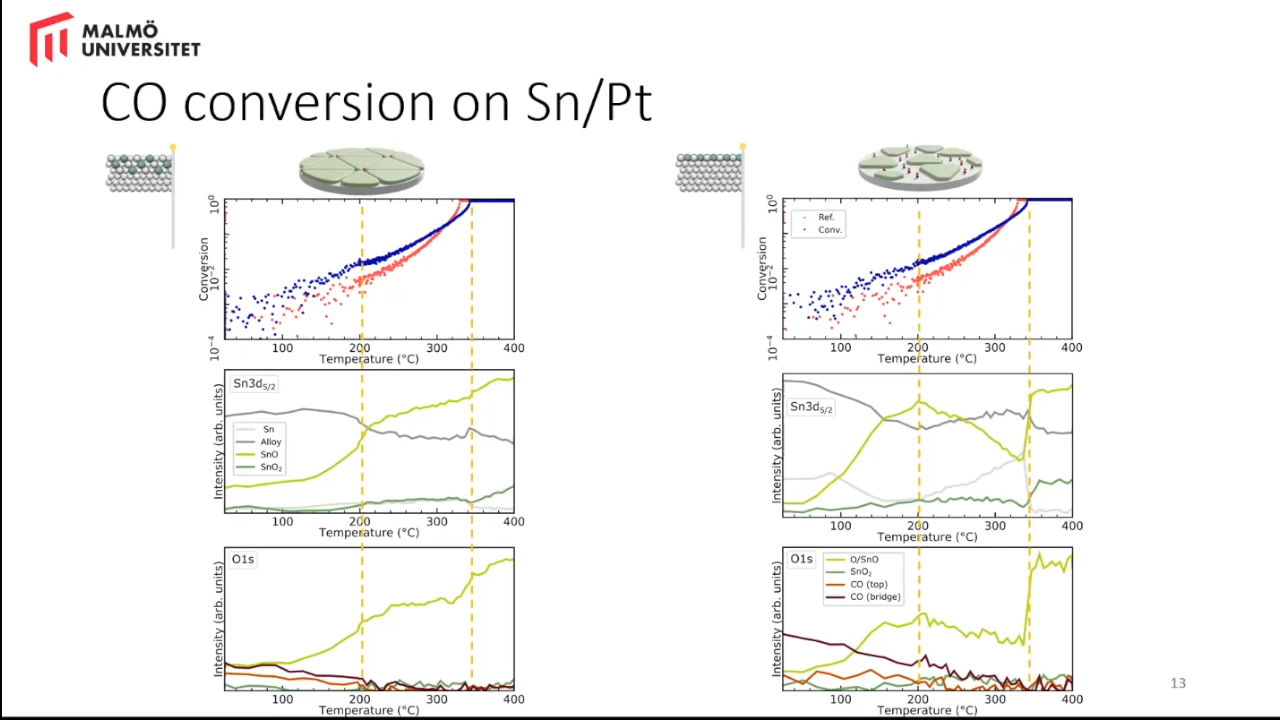 MALMÖ
UNIVERSITET
CO conversion on Sn/Pt
Conversion
10⁰
10⁻²
10⁻⁴
100 200 300 400
Temperature (°C)
Ref.
Conv.
Conversion
10⁰
10⁻²
10⁻⁴
100 200 300 400
Temperature (°C)
Sn3d5/2
Intensity (arb. units)
Sn
Alloy
SnO
SnO₂
100 200 300 400
Temperature (°C)
Sn3d5/2
Intensity (arb. units)
100 200 300 400
Temperature (°C)
O1s
Intensity (arb. units)
100 200 300 400
Temperature (°C)
O1s
O/SnO
SnO₂
CO (top)
CO (bridge)
Intensity (arb. units)
100 200 300 400
Temperature (°C)
13